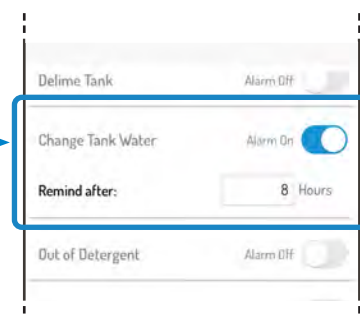 Delime Tank Alarm Off
Change Tank Water Alarm On
Remind after: 8 Hours
Out of Detergent Alarm Off